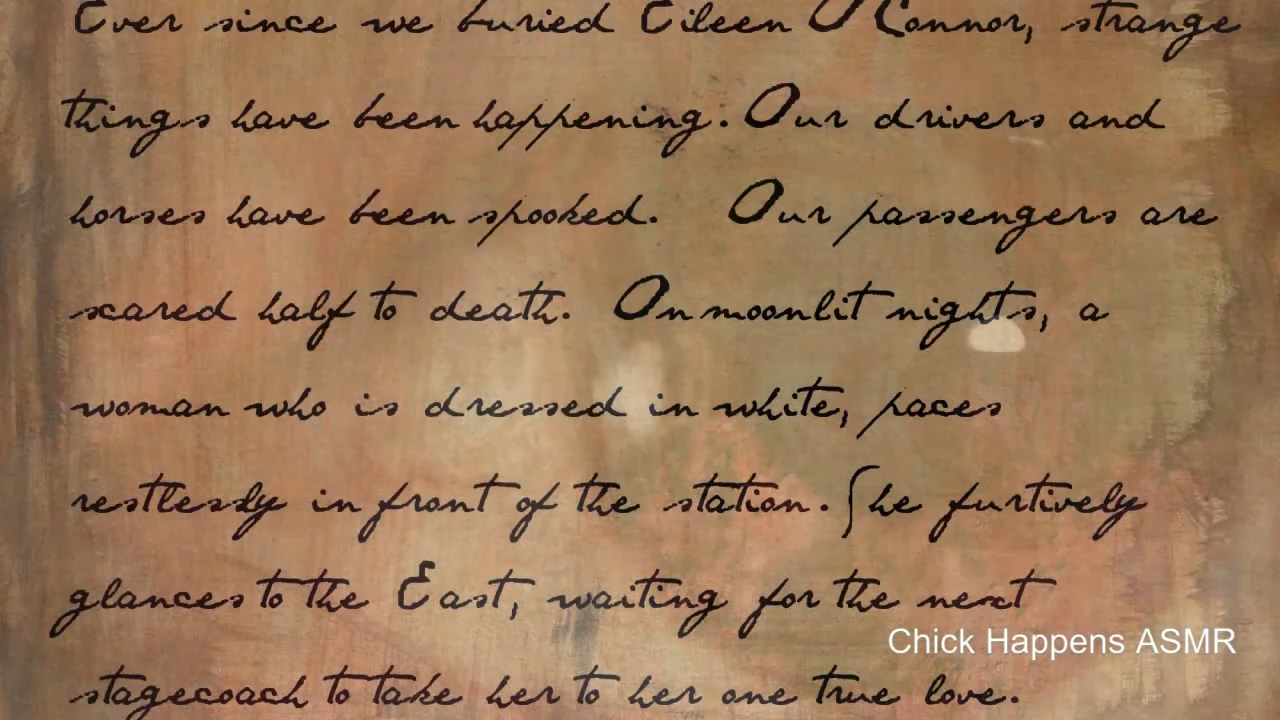 Ever since we buried Eileen O'Connor, strange
things have been happening. Our drivers and
horses have been spooked. Our passengers are
scared half to death. On moonlit nights, a
woman who is dressed in white, paces
restlessly in front of the station. She furtively
glances to the East, waiting for the next
Chick Happens ASMR
stagecoach to take her to her one true love.